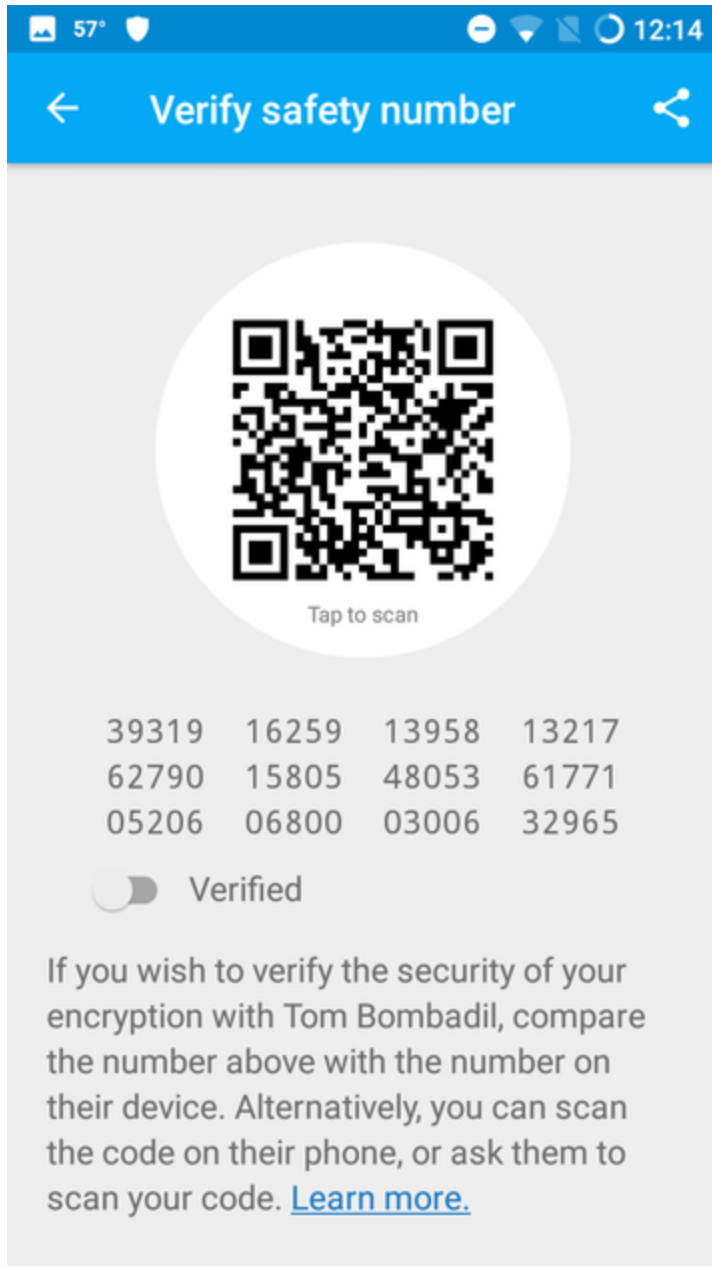 57° 12:14
Verify safety number
Tap to scan
39319 16259 13958 13217
62790 15805 48053 61771
05206 06800 03006 32965
Verified
If you wish to verify the security of your
encryption with Tom Bombadil, compare
the number above with the number on
their device. Alternatively, you can scan
the code on their phone, or ask them to
scan your code. Learn more.